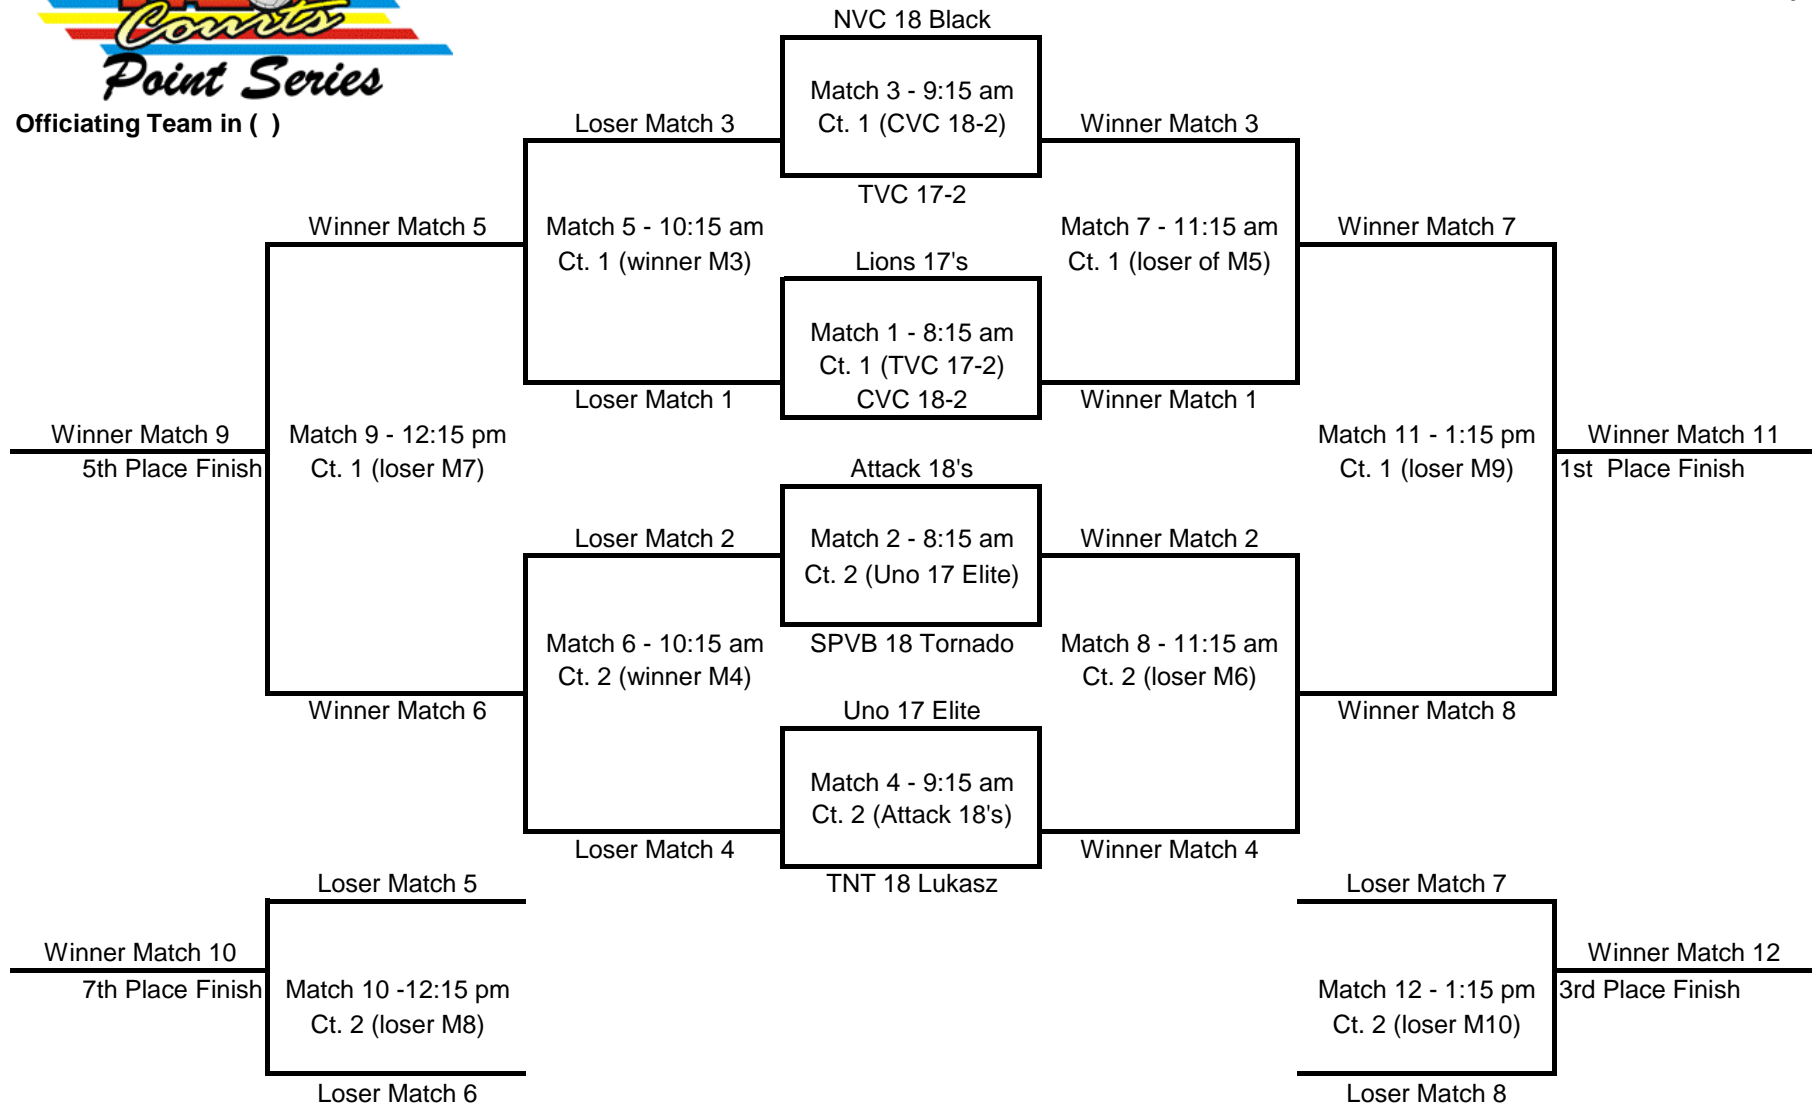 Courts
Point Series
Officiating Team in ( )
NVC 18 Black
Match 3 - 9:15 am
Ct. 1 (CVC 18-2)
TVC 17-2
Loser Match 3
Winner Match 3
Winner Match 5
Match 5 - 10:15 am
Ct. 1 (winner M3)
Lions 17's
Match 7 - 11:15 am
Ct. 1 (loser of M5)
Winner Match 7
Match 1 - 8:15 am
Ct. 1 (TVC 17-2)
CVC 18-2
Loser Match 1
Winner Match 1
Winner Match 9
5th Place Finish
Match 9 - 12:15 pm
Ct. 1 (loser M7)
Attack 18's
Match 11 - 1:15 pm
Ct. 1 (loser M9)
Winner Match 11
1st  Place Finish
Loser Match 2
Match 2 - 8:15 am
Ct. 2 (Uno 17 Elite)
Winner Match 2
Match 6 - 10:15 am
Ct. 2 (winner M4)
SPVB 18 Tornado
Match 8 - 11:15 am
Ct. 2 (loser M6)
Winner Match 6
Uno 17 Elite
Winner Match 8
Match 4 - 9:15 am
Ct. 2 (Attack 18's)
Loser Match 4
Winner Match 4
TNT 18 Lukasz
Loser Match 5
Loser Match 7
Winner Match 10
7th Place Finish
Match 10 -12:15 pm
Ct. 2 (loser M8)
Loser Match 6
Match 12 - 1:15 pm
Ct. 2 (loser M10)
Winner Match 12
3rd Place Finish
Loser Match 8